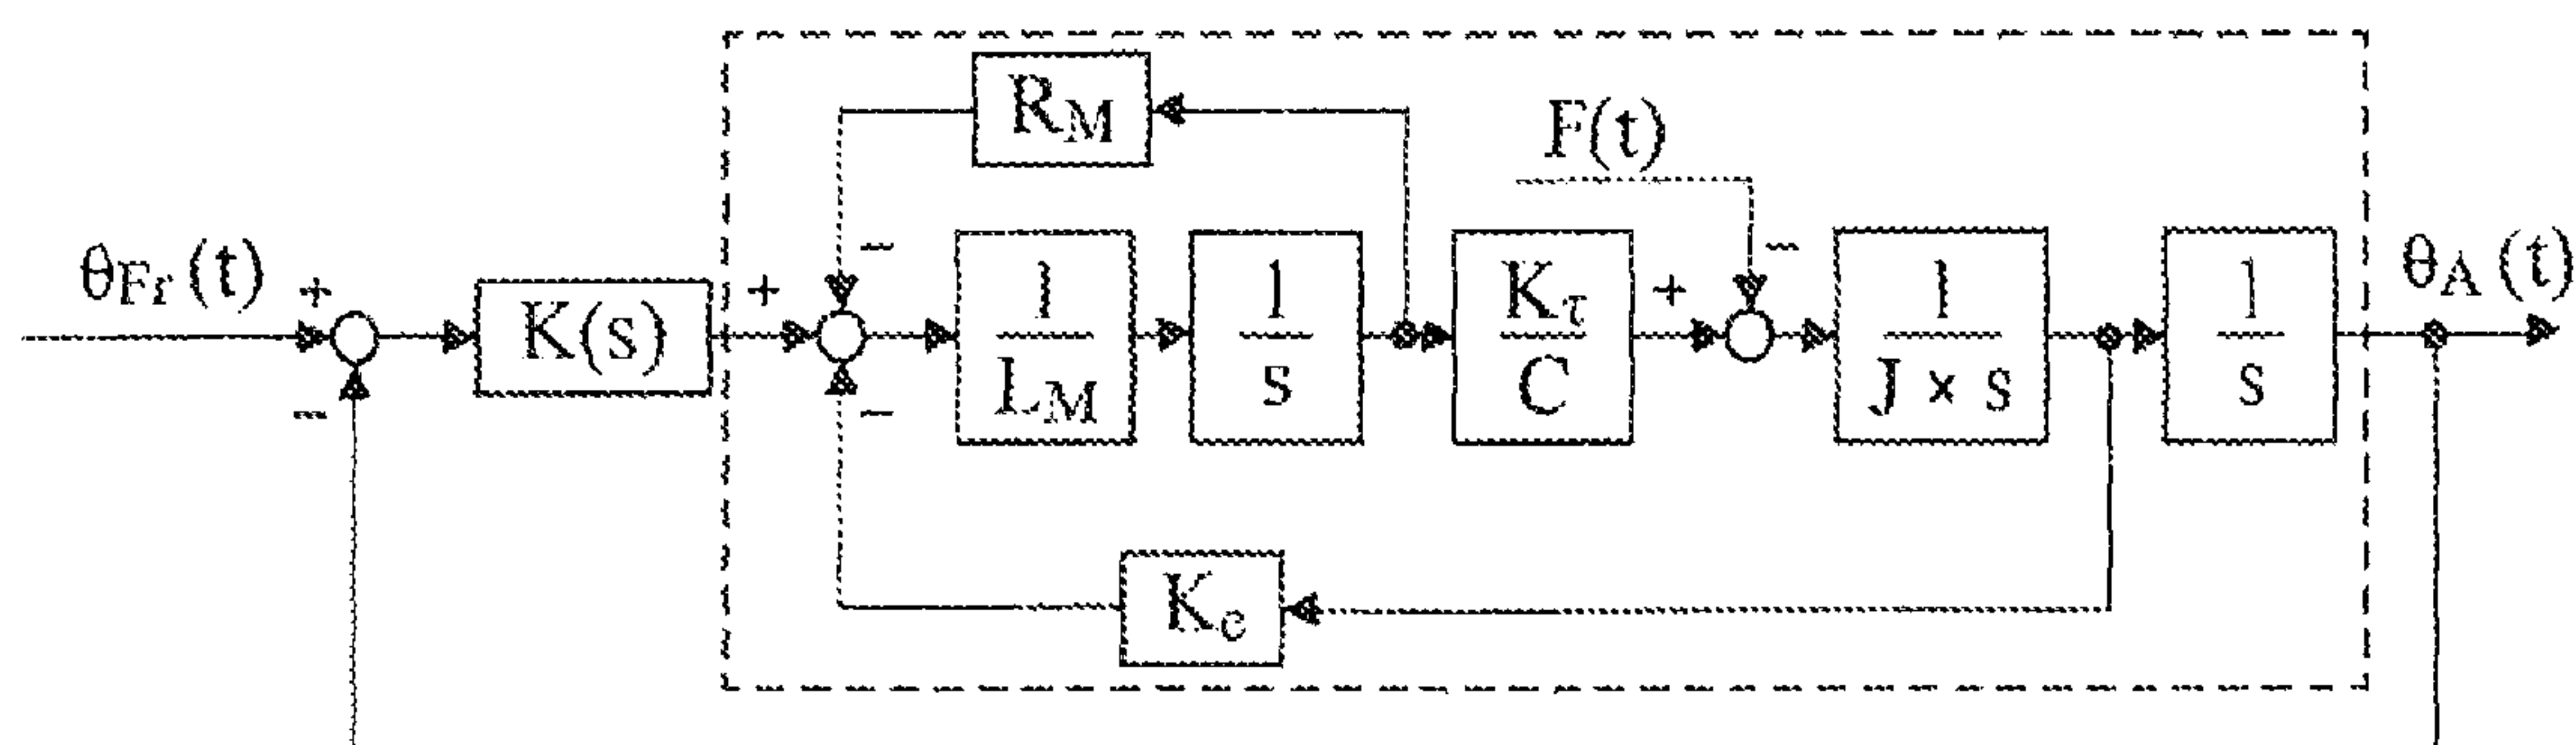 R_M
F(t)
θ_Fr (t)
+
−
K(s)
+
−
−
1
L_M
1
s
K_τ
C
+
−
1
J × s
1
s
θ_A (t)
K_e